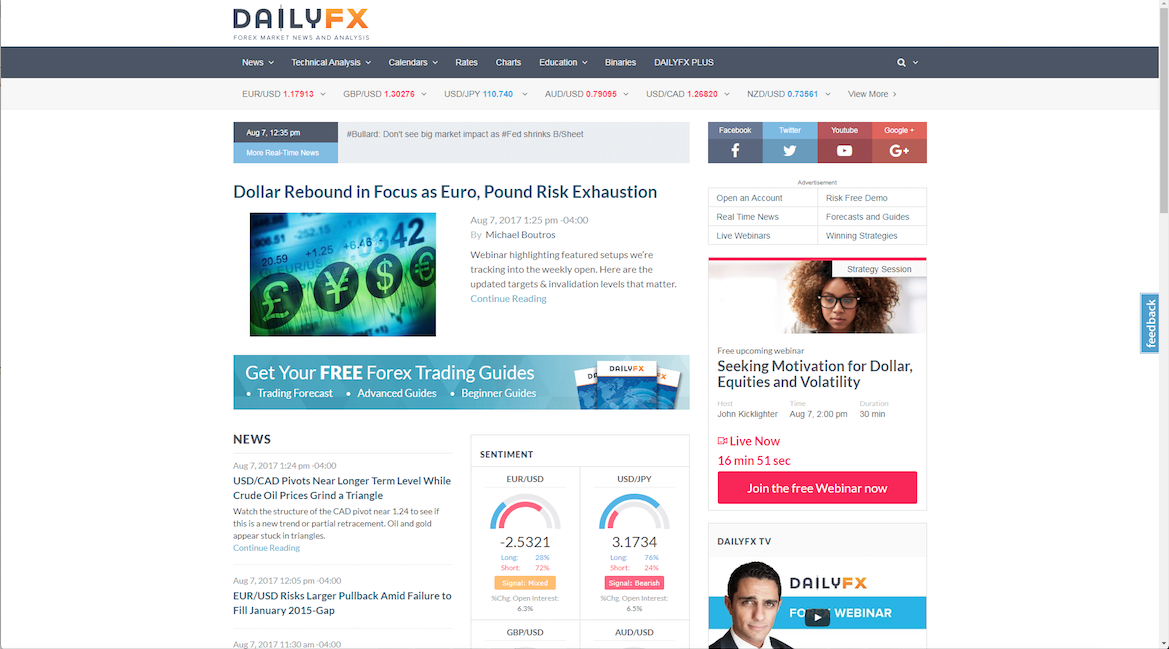 DAILYFX
FOREX MARKET NEWS AND ANALYSIS
News Technical Analysis Calendars Rates Charts Education Binaries DAILYFX PLUS
EUR/USD 1.17913 GBP/USD 1.30276 USD/JPY 110.740 AUD/USD 0.79095 USD/CAD 1.26820 NZD/USD 0.73561 View More
Aug 7, 12:35 pm
More Real-Time News
#Bullard: Don't see big market impact as #Fed shrinks B/Sheet
Facebook Twitter Youtube Google +
f G+
Dollar Rebound in Focus as Euro, Pound Risk Exhaustion
906.51 -252.15 342
20.59 +1.25 +6.46
EUR/USD
£ ¥ $ €
Aug 7, 2017 1:25 pm -04:00
By Michael Boutros
Webinar highlighting featured setups we're
tracking into the weekly open. Here are the
updated targets & invalidation levels that matter.
Continue Reading
Advertisement
Open an Account Risk Free Demo
Real Time News Forecasts and Guides
Live Webinars Winning Strategies
Strategy Session
Free upcoming webinar
Seeking Motivation for Dollar,
Equities and Volatility
Host Time Duration
John Kicklighter Aug 7, 2:00 pm 30 min
Live Now
16 min 51 sec
Join the free Webinar now
Get Your FREE Forex Trading Guides
• Trading Forecast • Advanced Guides • Beginner Guides
DAILYFX
NEWS
Aug 7, 2017 1:24 pm -04:00
USD/CAD Pivots Near Longer Term Level While
Crude Oil Prices Grind a Triangle
Watch the structure of the CAD pivot near 1.24 to see if
this is a new trend or partial retracement. Oil and gold
appear stuck in triangles.
Continue Reading
Aug 7, 2017 12:05 pm -04:00
EUR/USD Risks Larger Pullback Amid Failure to
Fill January 2015-Gap
Aug 7, 2017 11:30 am -04:00
SENTIMENT
EUR/USD USD/JPY
-2.5321 3.1734
Long: 28% Long: 76%
Short: 72% Short: 24%
Signal: Mixed Signal: Bearish
%Chg. Open Interest: %Chg. Open Interest:
6.3% 6.5%
GBP/USD AUD/USD
DAILYFX TV
DAILYFX
WEBINAR
feedback